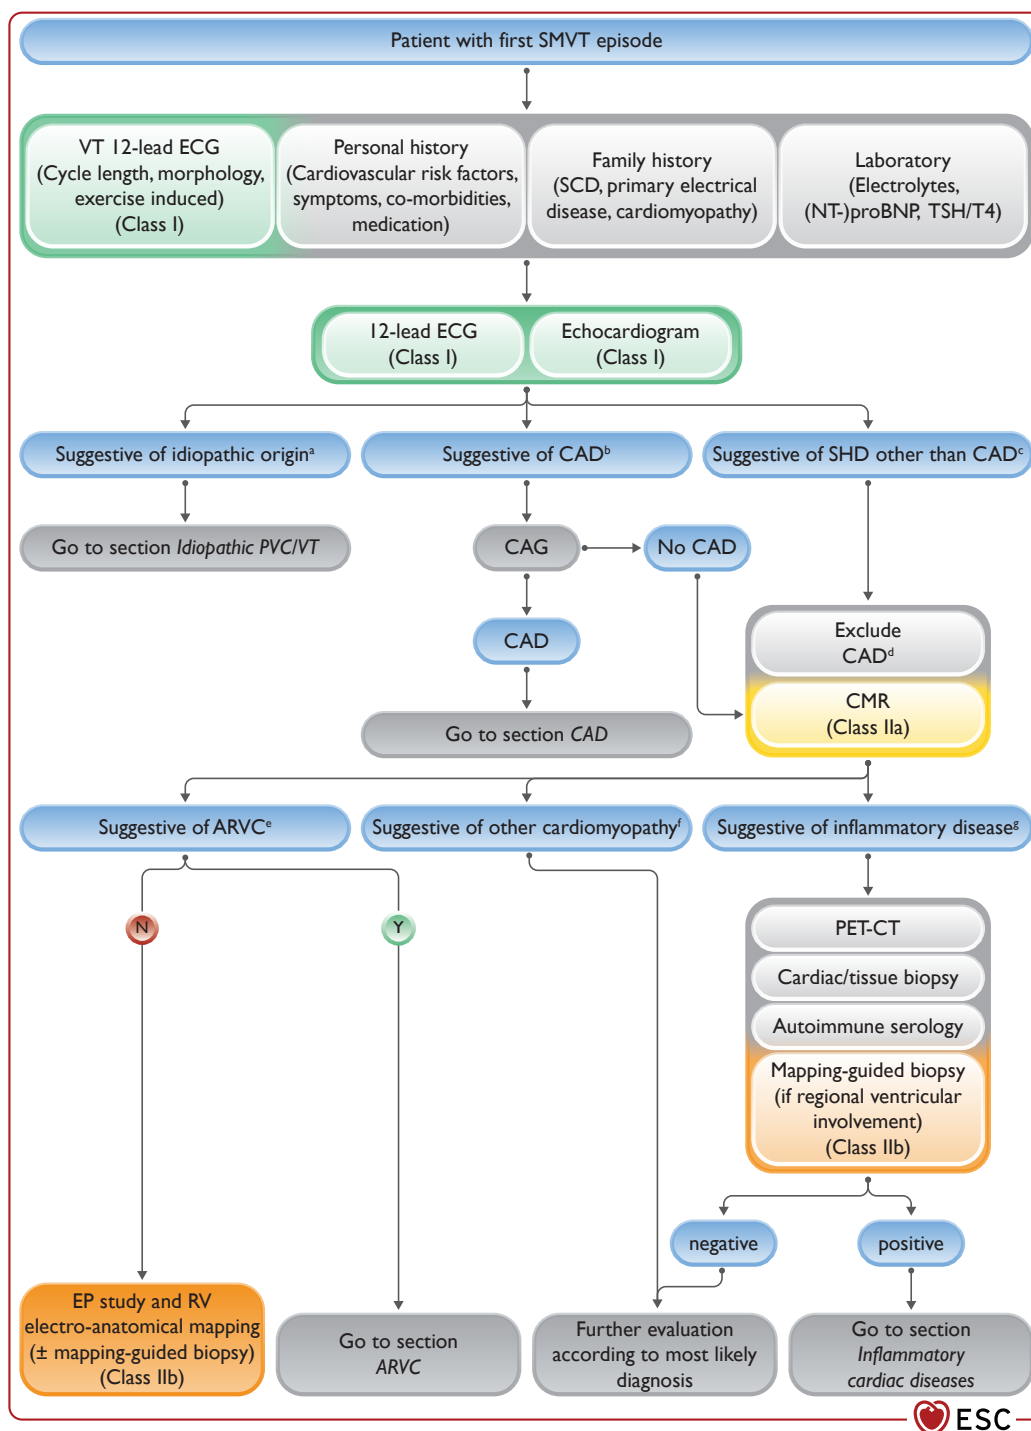 Patient with first SMVT episode
VT 12-lead ECG
(Cycle length, morphology,
exercise induced)
(Class I)
Personal history
(Cardiovascular risk factors,
symptoms, co-morbidities,
medication)
Family history
(SCD, primary electrical
disease, cardiomyopathy)
Laboratory
(Electrolytes,
(NT-)proBNP, TSH/T4)
12-lead ECG
(Class I)
Echocardiogram
(Class I)
Suggestive of idiopathic originᵃ
Suggestive of CADᵇ
Suggestive of SHD other than CADᶜ
Go to section Idiopathic PVC/VT
CAG
No CAD
CAD
Go to section CAD
Exclude
CADᵈ
CMR
(Class IIa)
Suggestive of ARVCᵉ
Suggestive of other cardiomyopathyᶠ
Suggestive of inflammatory diseaseᵍ
N
Y
PET-CT
Cardiac/tissue biopsy
Autoimmune serology
Mapping-guided biopsy
(if regional ventricular
involvement)
(Class IIb)
negative
positive
EP study and RV
electro-anatomical mapping
(± mapping-guided biopsy)
(Class IIb)
Go to section
ARVC
Further evaluation
according to most likely
diagnosis
Go to section
Inflammatory
cardiac diseases
ESC